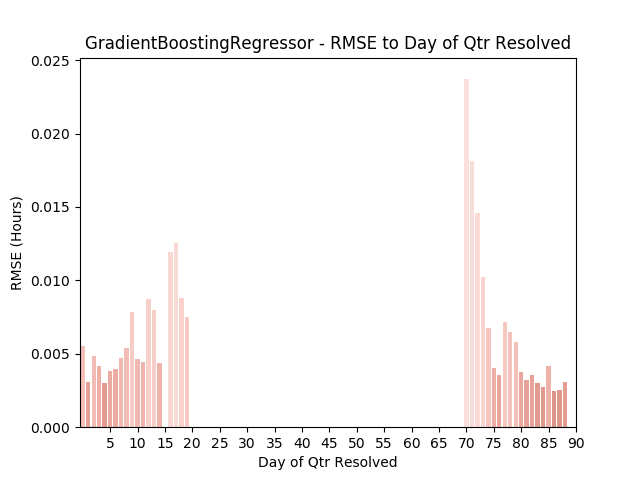 GradientBoostingRegressor - RMSE to Day of Qtr Resolved
0.025
0.020
0.015
0.010
0.005
0.000
RMSE (Hours)
5 10 15 20 25 30 35 40 45 50 55 60 65 70 75 80 85 90
Day of Qtr Resolved